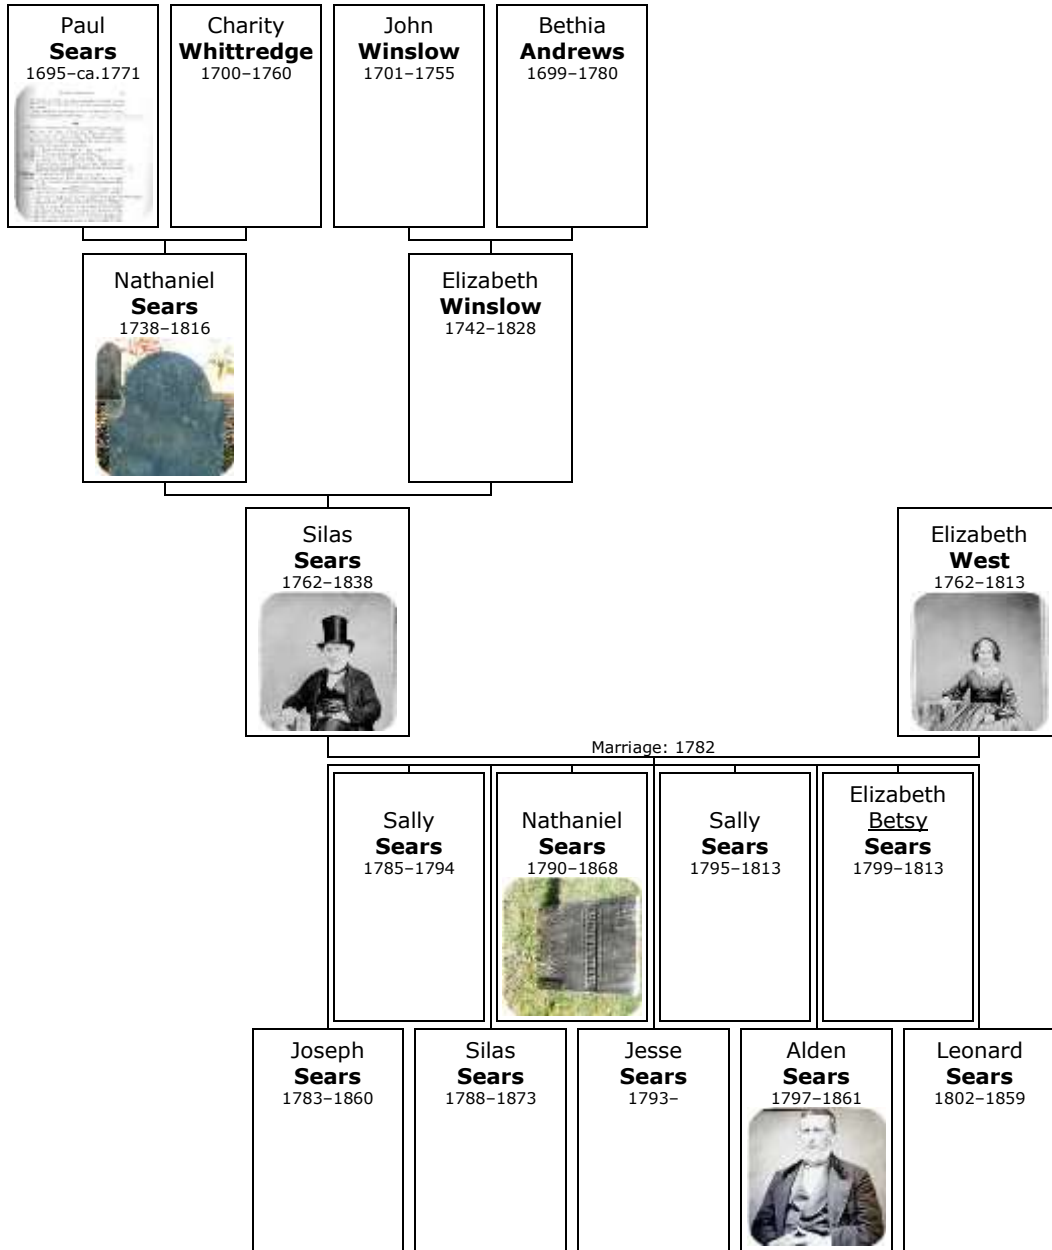 Paul
Sears
1695–ca.1771
Charity
Whittredge
1700–1760
John
Winslow
1701–1755
Bethia
Andrews
1699–1780
Nathaniel
Sears
1738–1816
Elizabeth
Winslow
1742–1828
Silas
Sears
1762–1838
Elizabeth
West
1762–1813
Marriage: 1782
Sally
Sears
1785–1794
Nathaniel
Sears
1790–1868
Sally
Sears
1795–1813
Elizabeth
Betsy
Sears
1799–1813
Joseph
Sears
1783–1860
Silas
Sears
1788–1873
Jesse
Sears
1793–
Alden
Sears
1797–1861
Leonard
Sears
1802–1859